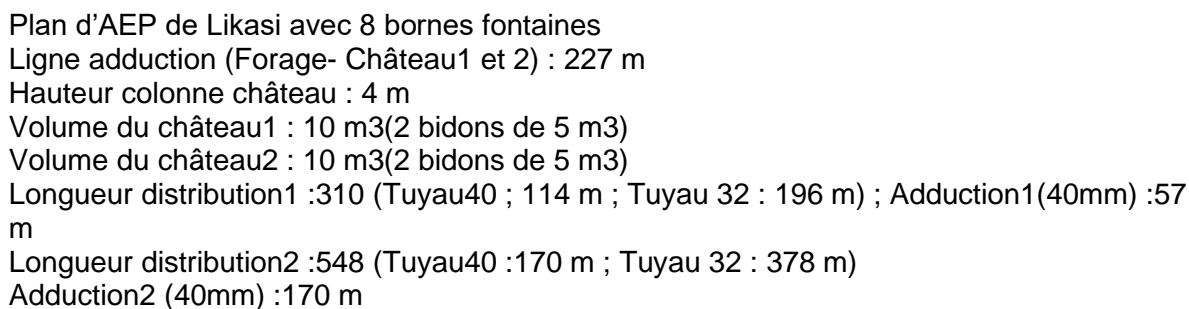 Plan d’AEP de Likasi avec 8 bornes fontaines
Ligne adduction (Forage- Château1 et 2) : 227 m
Hauteur colonne château : 4 m
Volume du château1 : 10 m3(2 bidons de 5 m3)
Volume du château2 : 10 m3(2 bidons de 5 m3)
Longueur distribution1 :310 (Tuyau40 ; 114 m ; Tuyau 32 : 196 m) ; Adduction1(40mm) :57
m
Longueur distribution2 :548 (Tuyau40 :170 m ; Tuyau 32 : 378 m)
Adduction2 (40mm) :170 m